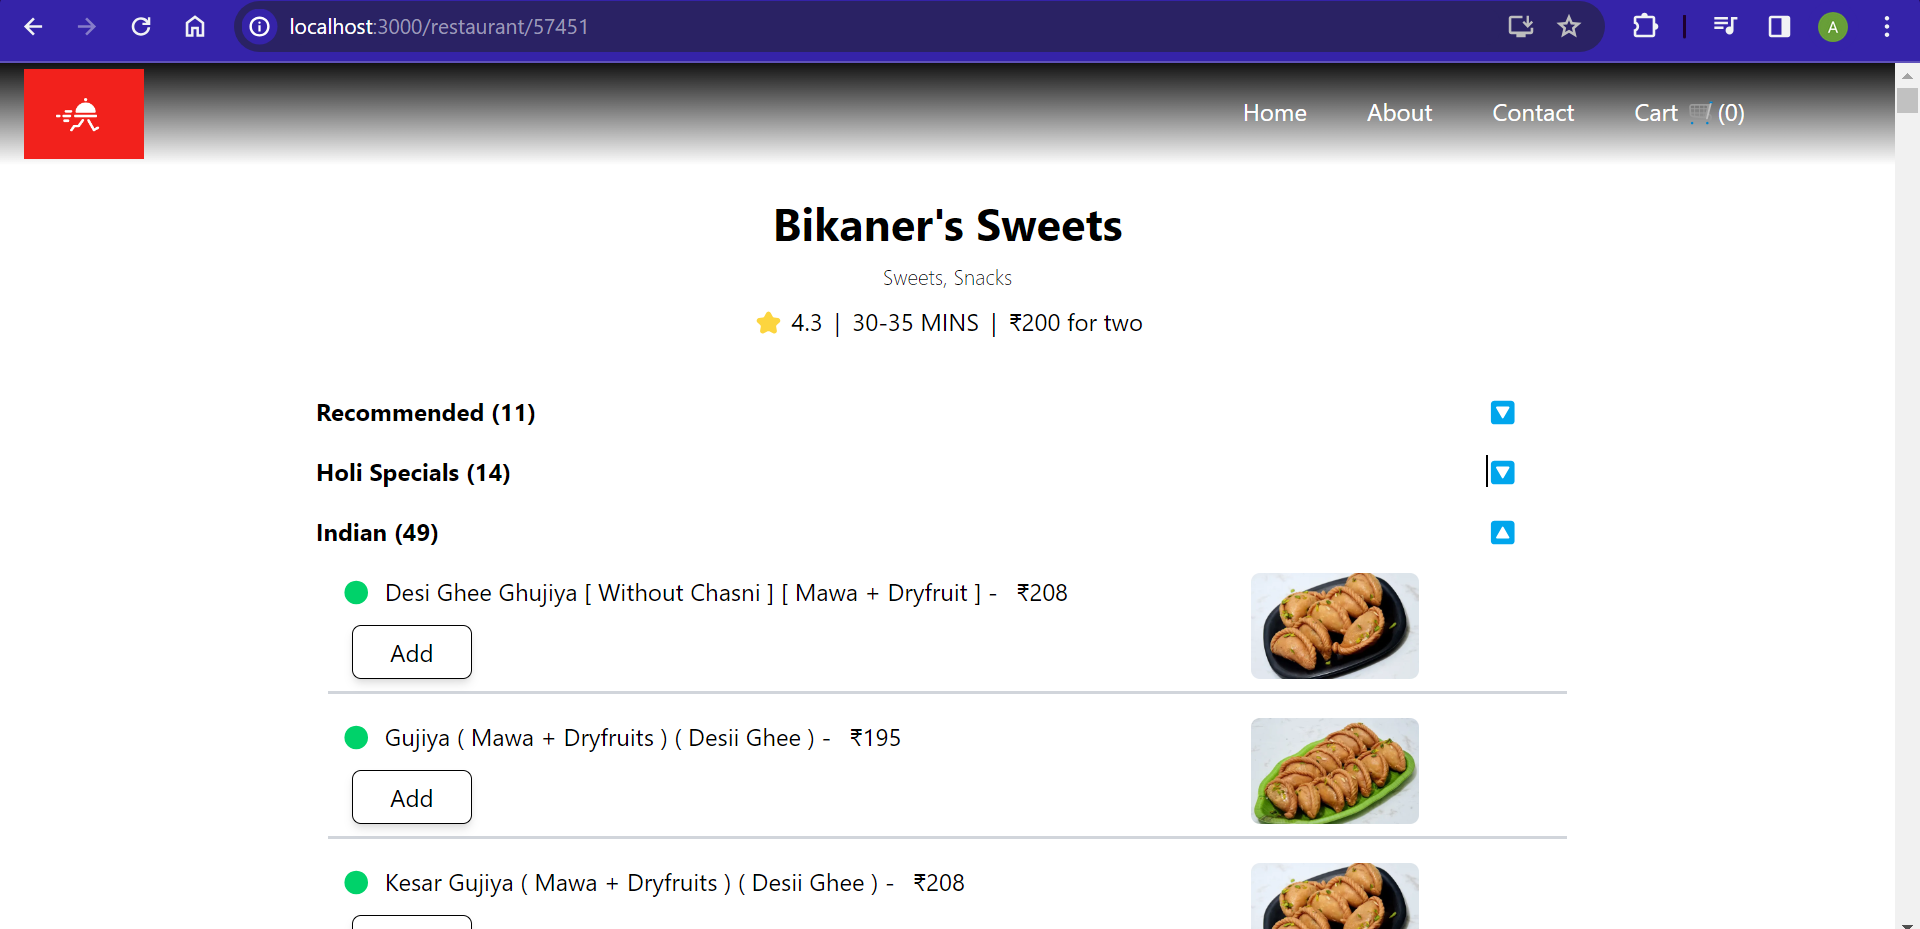 localhost:3000/restaurant/57451
A
Home About Contact Cart 🛒(0)
Bikaner's Sweets
Sweets, Snacks
⭐ 4.3 | 30-35 MINS | ₹200 for two
Recommended (11) 🔽
Holi Specials (14) 🔽
Indian (49) 🔼
Desi Ghee Ghujiya [ Without Chasni ] [ Mawa + Dryfruit ] - ₹208
Add
Gujiya ( Mawa + Dryfruits ) ( Desii Ghee ) - ₹195
Add
Kesar Gujiya ( Mawa + Dryfruits ) ( Desii Ghee ) - ₹208